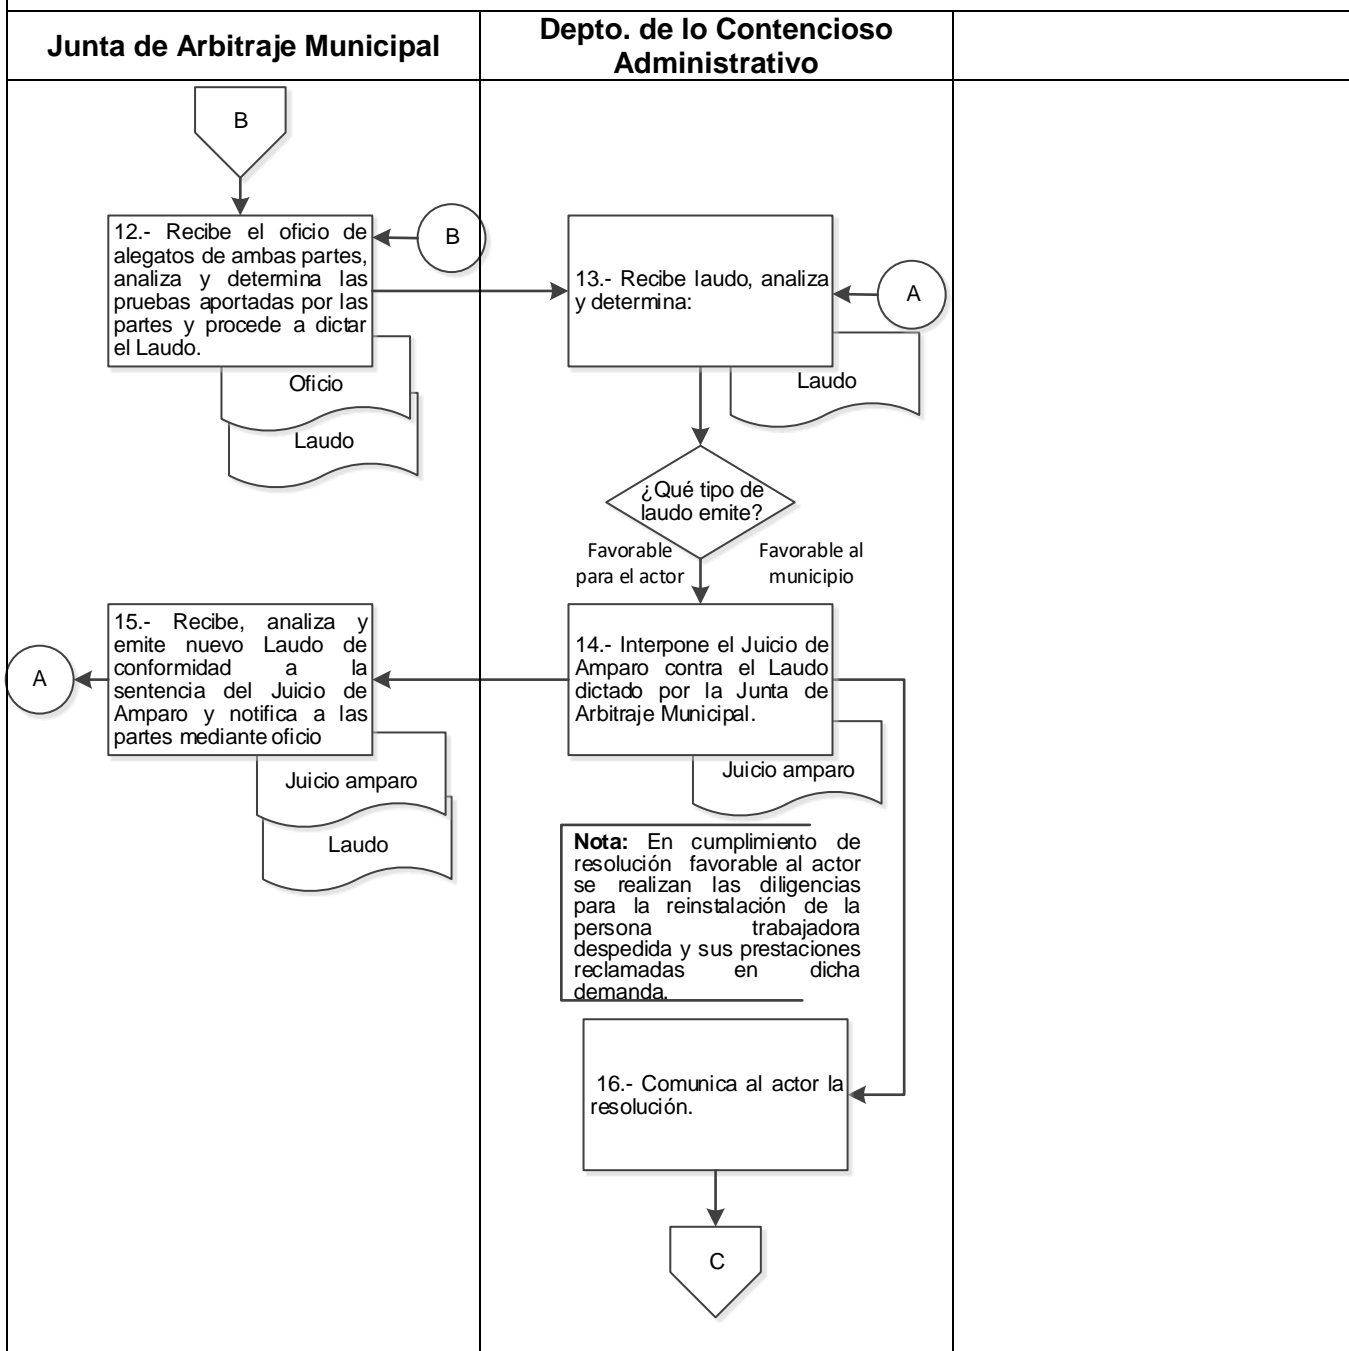 Junta de Arbitraje Municipal
Depto. de lo Contencioso
Administrativo
B
12.- Recibe el oficio de
alegatos de ambas partes,
analiza y determina las
pruebas aportadas por las
partes y procede a dictar
el Laudo.
B
Oficio
Laudo
13.- Recibe laudo, analiza
y determina:
A
Laudo
¿Qué tipo de
laudo emite?
Favorable
para el actor
Favorable al
municipio
14.- Interpone el Juicio de
Amparo contra el Laudo
dictado por la Junta de
Arbitraje Municipal.
Juicio amparo
15.- Recibe, analiza y
emite nuevo Laudo de
conformidad a la
sentencia del Juicio de
Amparo y notifica a las
partes mediante oficio
A
Juicio amparo
Laudo
Nota: En cumplimiento de
resolución favorable al actor
se realizan las diligencias
para la reinstalación de la
persona trabajadora
despedida y sus prestaciones
reclamadas en dicha
demanda.
16.- Comunica al actor la
resolución.
C